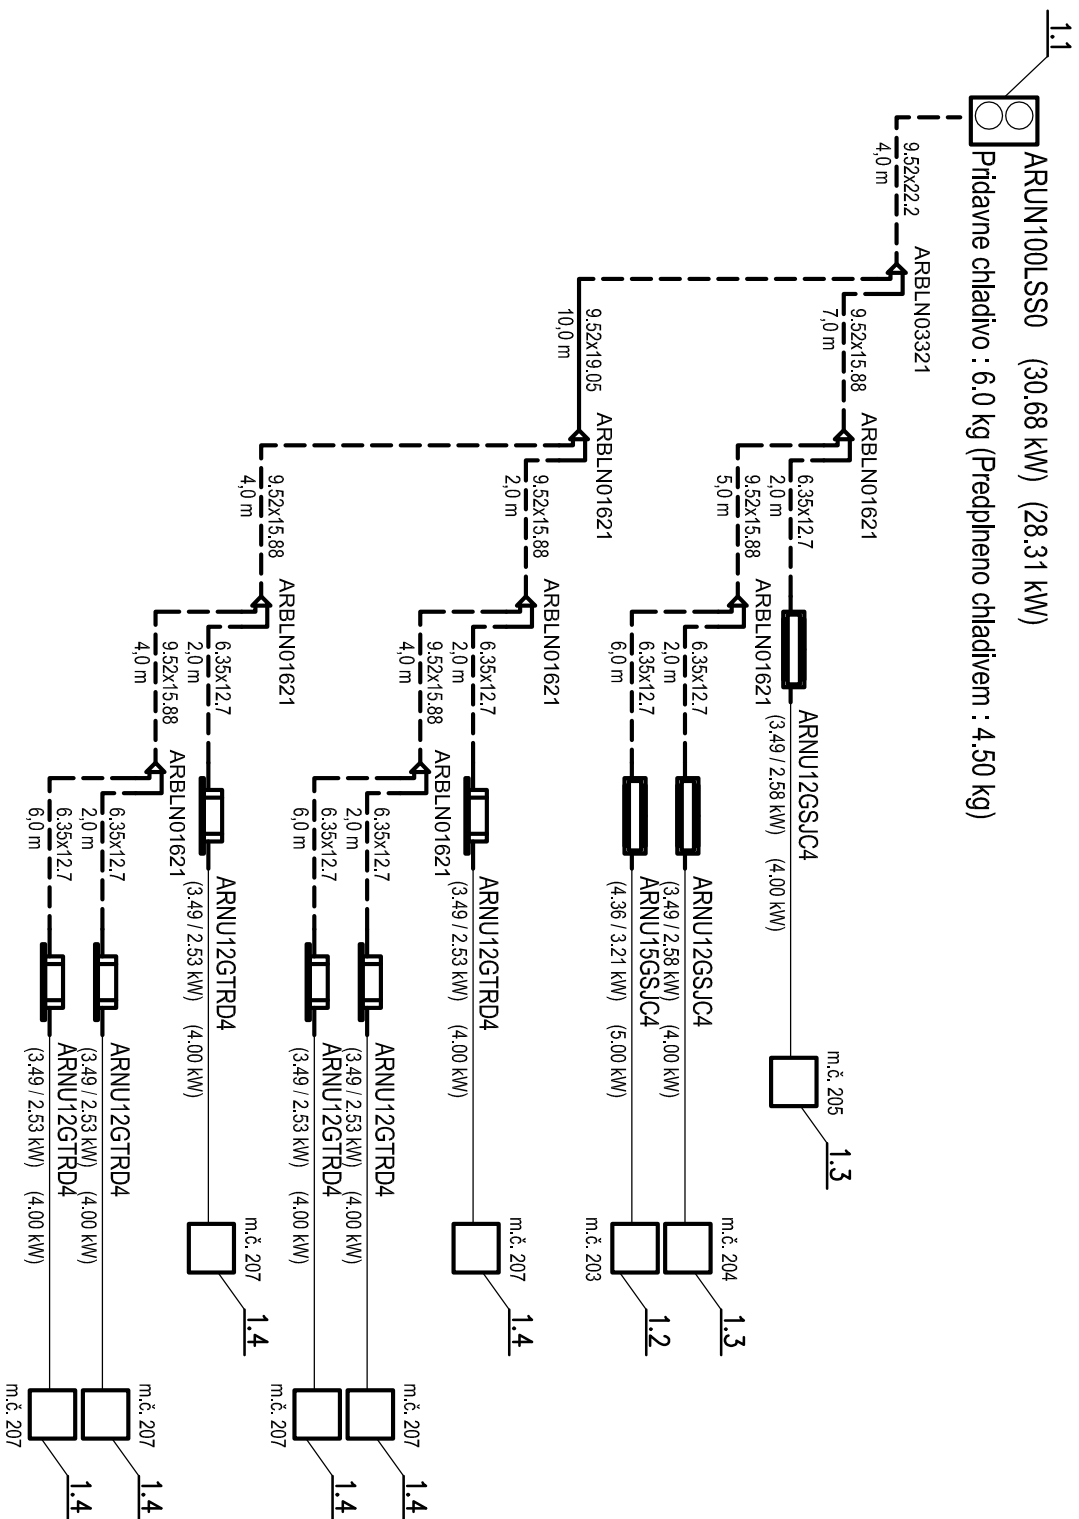 1.1
ARUN100LSS0 (30.68 kW) (28.31 kW)
Pridavne chladivo : 6.0 kg (Predplneno chladivem : 4.50 kg)
9.52x22.2
4,0 m
ARBLN03321
9.52x15.88
7,0 m
ARBLN01621
6.35x12.7
2,0 m
ARNU12GSJC4
(3.49 / 2.58 kW) (4.00 kW)
m.č. 205
1.3
9.52x15.88
5,0 m
ARBLN01621
6.35x12.7
2,0 m
ARNU12GSJC4
(3.49 / 2.58 kW) (4.00 kW)
m.č. 204
1.3
6.35x12.7
6,0 m
ARNU15GSJC4
(4.36 / 3.21 kW) (5.00 kW)
m.č. 203
1.2
9.52x19.05
10,0 m
ARBLN01621
9.52x15.88
2,0 m
ARBLN01621
6.35x12.7
2,0 m
ARNU12GTRD4
(3.49 / 2.53 kW) (4.00 kW)
m.č. 207
1.4
9.52x15.88
4,0 m
ARBLN01621
6.35x12.7
2,0 m
ARNU12GTRD4
(3.49 / 2.53 kW) (4.00 kW)
m.č. 207
1.4
6.35x12.7
6,0 m
ARNU12GTRD4
(3.49 / 2.53 kW) (4.00 kW)
m.č. 207
1.4
9.52x15.88
4,0 m
ARBLN01621
6.35x12.7
2,0 m
ARNU12GTRD4
(3.49 / 2.53 kW) (4.00 kW)
m.č. 207
1.4
9.52x15.88
4,0 m
ARBLN01621
6.35x12.7
2,0 m
ARNU12GTRD4
(3.49 / 2.53 kW) (4.00 kW)
m.č. 207
1.4
6.35x12.7
6,0 m
ARNU12GTRD4
(3.49 / 2.53 kW) (4.00 kW)
m.č. 207
1.4